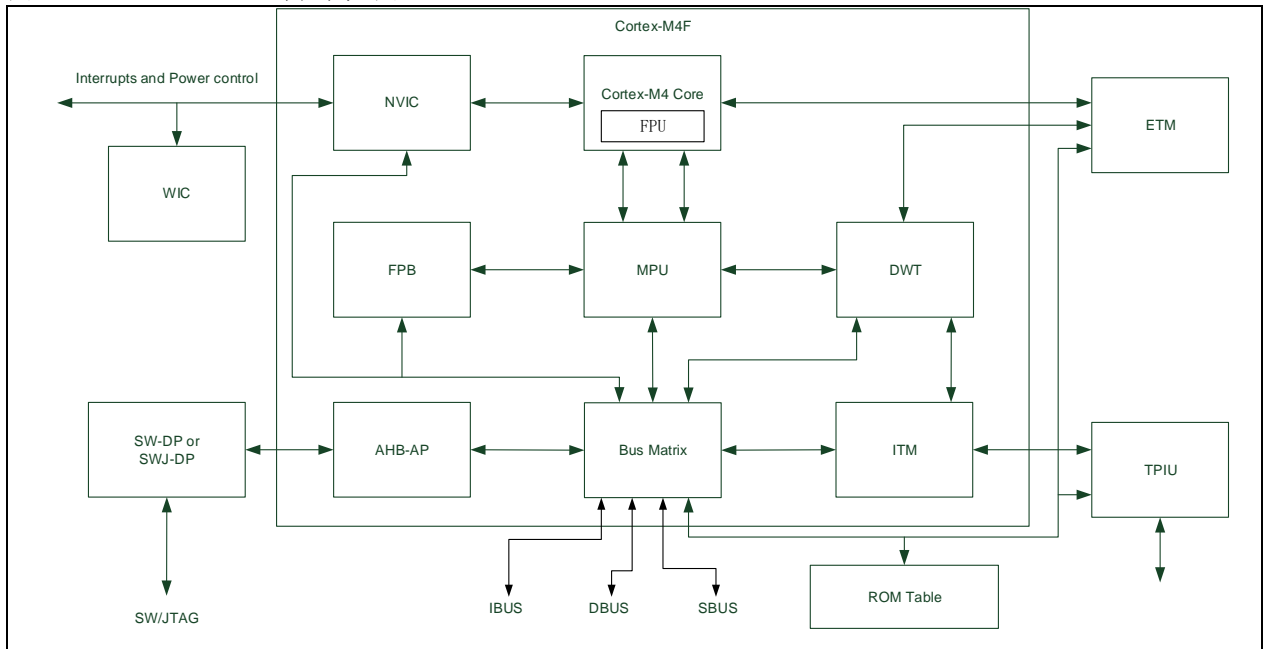 Cortex-M4F
Interrupts and Power control
NVIC
Cortex-M4 Core
FPU
ETM
WIC
FPB
MPU
DWT
SW-DP or
SWJ-DP
AHB-AP
Bus Matrix
ITM
TPIU
IBUS
DBUS
SBUS
ROM Table
SW/JTAG